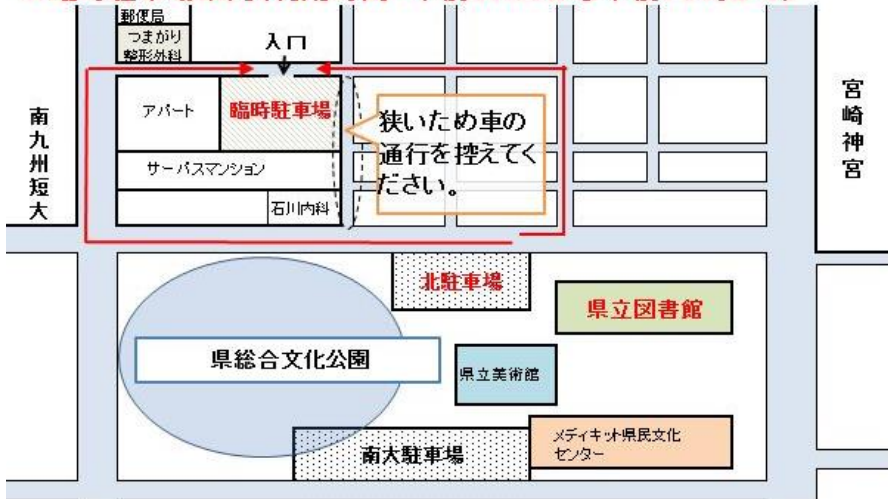 郵便局
つまがり
整形外科
入口
アパート
臨時駐車場
狭いため車の
通行を控えてく
ださい。
サーパスマンション
石川内科
南九州短大
宮崎神宮
北駐車場
県立図書館
県総合文化公園
県立美術館
南大駐車場
メディキット県民文化
センター